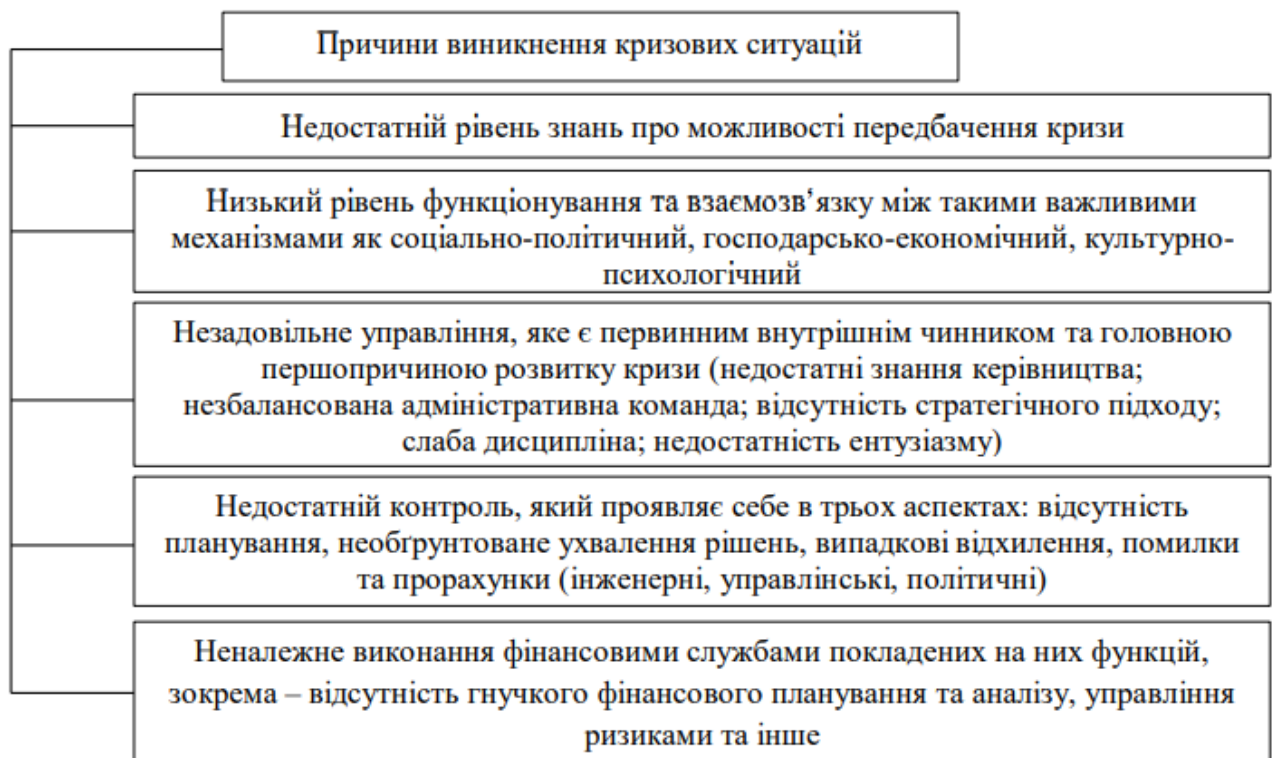 Причини виникнення кризових ситуацій
Недостатній рівень знань про можливості передбачення кризи
Низький рівень функціонування та взаємозв’язку між такими важливими
механізмами як соціально-політичний, господарсько-економічний, культурно-
психологічний
Незадовільне управління, яке є первинним внутрішнім чинником та головною
першопричиною розвитку кризи (недостатні знання керівництва;
незбалансована адміністративна команда; відсутність стратегічного підходу;
слаба дисципліна; недостатність ентузіазму)
Недостатній контроль, який проявляє себе в трьох аспектах: відсутність
планування, необґрунтоване ухвалення рішень, випадкові відхилення, помилки
та прорахунки (інженерні, управлінські, політичні)
Неналежне виконання фінансовими службами покладених на них функцій,
зокрема – відсутність гнучкого фінансового планування та аналізу, управління
ризиками та інше